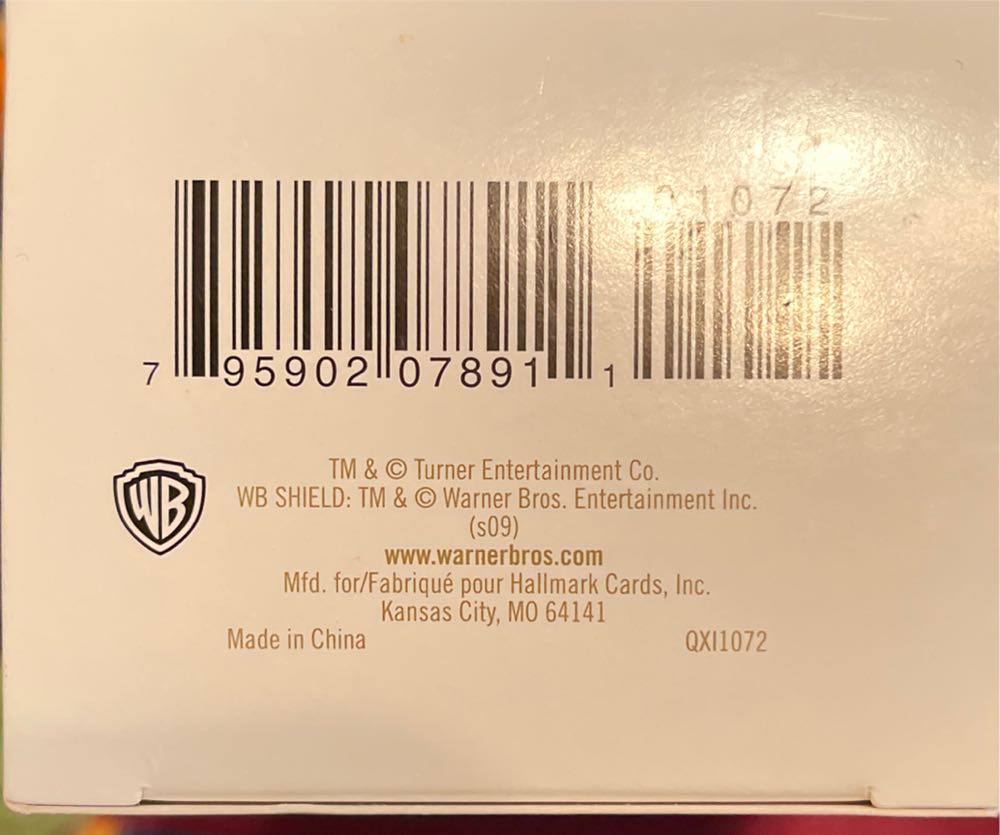 01072
7 95902 07891 1
WB
TM & © Turner Entertainment Co.
WB SHIELD: TM & © Warner Bros. Entertainment Inc.
(s09)
www.warnerbros.com
Mfd. for/Fabriqué pour Hallmark Cards, Inc.
Kansas City, MO 64141
Made in China QXI1072